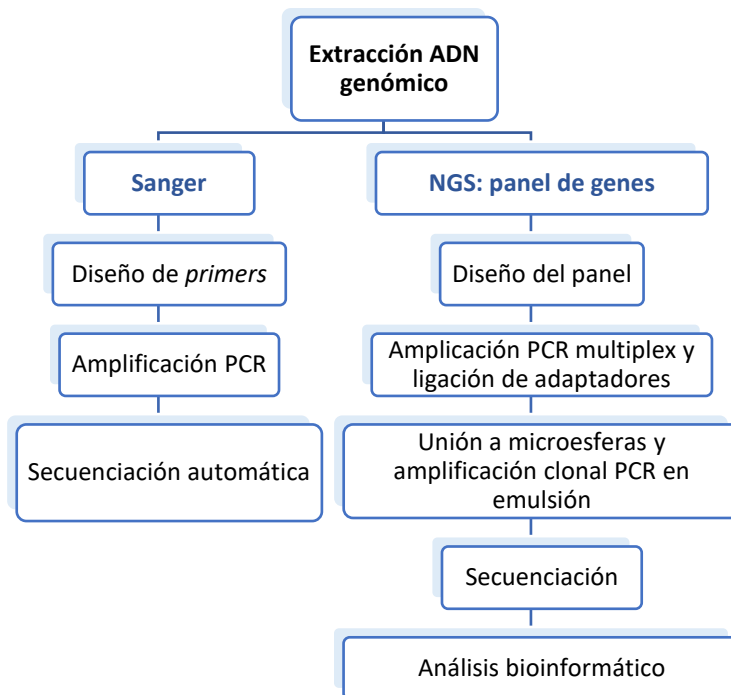 Extracción ADN
genómico
Sanger
NGS: panel de genes
Diseño de primers
Diseño del panel
Amplificación PCR
Amplicación PCR multiplex y
ligación de adaptadores
Secuenciación automática
Unión a microesferas y
amplificación clonal PCR en
emulsión
Secuenciación
Análisis bioinformático